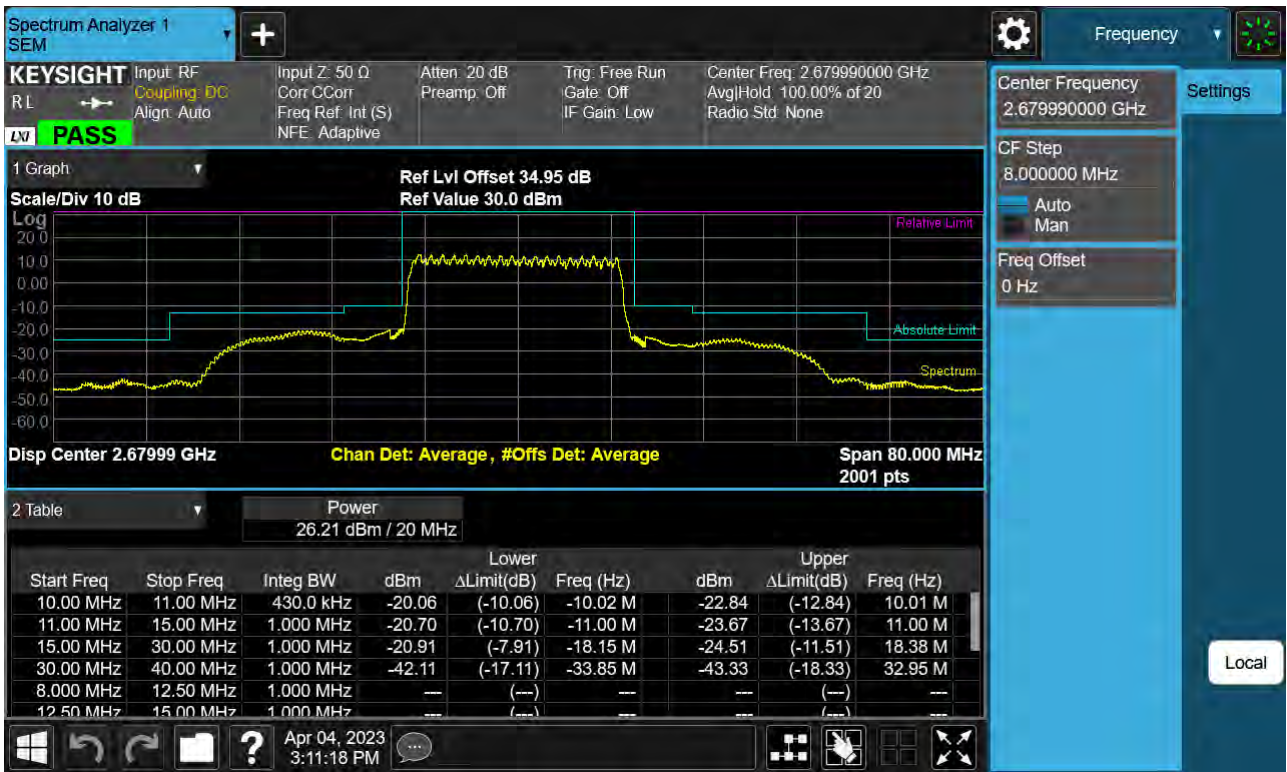 Spectrum Analyzer 1
SEM
+
Frequency
KEYSIGHT
RL
LXI
PASS
Input: RF
Coupling: DC
Align: Auto
Input Z: 50 Ω
Corr CCorr
Freq Ref: Int (S)
NFE: Adaptive
Atten: 20 dB
Preamp: Off
Trig: Free Run
Gate: Off
IF Gain: Low
Center Freq: 2.679990000 GHz
Avg|Hold: 100.00% of 20
Radio Std: None
Center Frequency
2.679990000 GHz
Settings
CF Step
8.000000 MHz
Auto
Man
Freq Offset
0 Hz
1 Graph
Scale/Div 10 dB
Ref Lvl Offset 34.95 dB
Ref Value 30.0 dBm
Log
20.0
10.0
0.00
-10.0
-20.0
-30.0
-40.0
-50.0
-60.0
Relative Limit
Absolute Limit
Spectrum
Disp Center 2.67999 GHz
Chan Det: Average, #Offs Det: Average
Span 80.000 MHz
2001 pts
2 Table
Power
26.21 dBm / 20 MHz
Lower Upper
Start Freq Stop Freq Integ BW dBm ΔLimit(dB) Freq (Hz) dBm ΔLimit(dB) Freq (Hz)
10.00 MHz 11.00 MHz 430.0 kHz -20.06 (-10.06) -10.02 M -22.84 (-12.84) 10.01 M
11.00 MHz 15.00 MHz 1.000 MHz -20.70 (-10.70) -11.00 M -23.67 (-13.67) 11.00 M
15.00 MHz 30.00 MHz 1.000 MHz -20.91 (-7.91) -18.15 M -24.51 (-11.51) 18.38 M
30.00 MHz 40.00 MHz 1.000 MHz -42.11 (-17.11) -33.85 M -43.33 (-18.33) 32.95 M
8.000 MHz 12.50 MHz 1.000 MHz --- (---) --- --- (---) ---
12.50 MHz 15.00 MHz 1.000 MHz --- (---) --- --- (---) ---
Local
?
Apr 04, 2023
3:11:18 PM